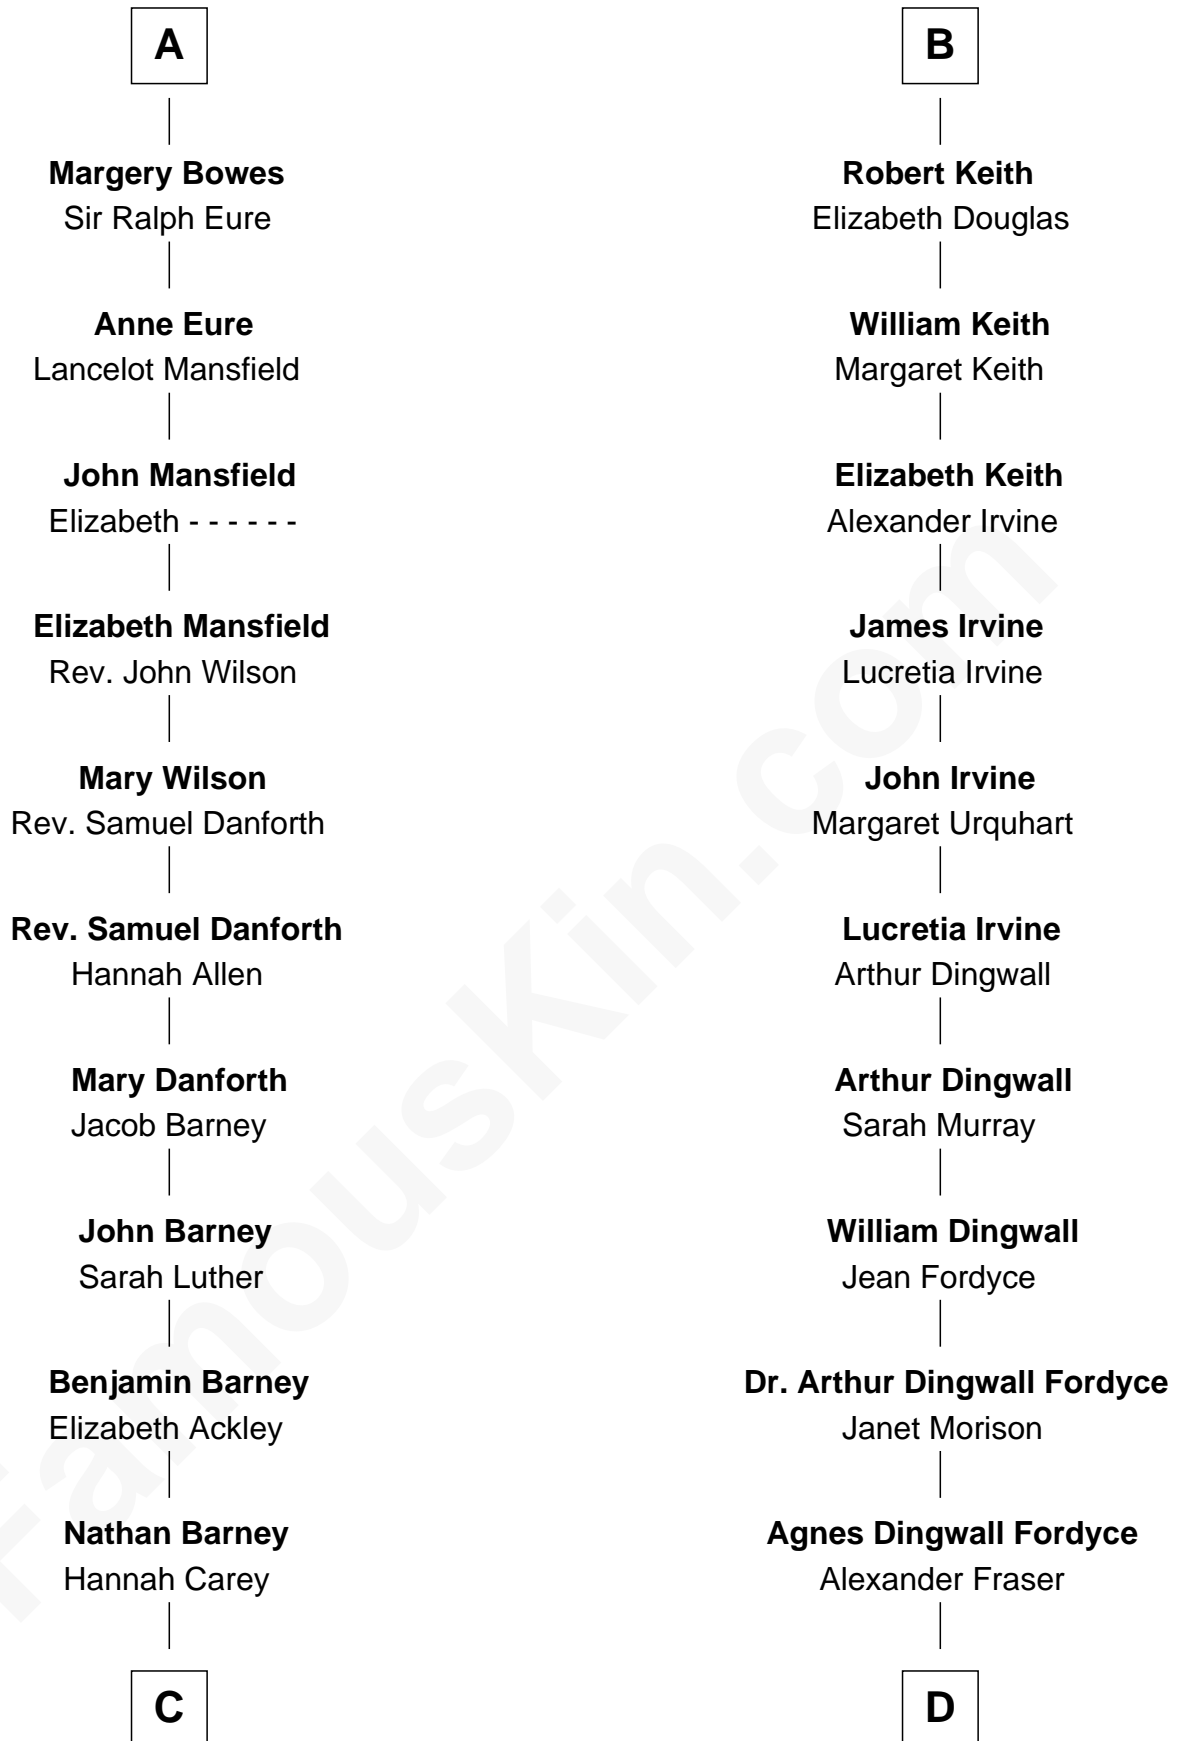 A
Margery Bowes
Sir Ralph Eure
Anne Eure
Lancelot Mansfield
John Mansfield
Elizabeth - - - - - -
Elizabeth Mansfield
Rev. John Wilson
Mary Wilson
Rev. Samuel Danforth
Rev. Samuel Danforth
Hannah Allen
Mary Danforth
Jacob Barney
John Barney
Sarah Luther
Benjamin Barney
Elizabeth Ackley
Nathan Barney
Hannah Carey
C
B
Robert Keith
Elizabeth Douglas
William Keith
Margaret Keith
Elizabeth Keith
Alexander Irvine
James Irvine
Lucretia Irvine
John Irvine
Margaret Urquhart
Lucretia Irvine
Arthur Dingwall
Arthur Dingwall
Sarah Murray
William Dingwall
Jean Fordyce
Dr. Arthur Dingwall Fordyce
Janet Morison
Agnes Dingwall Fordyce
Alexander Fraser
D
FamousKin.com